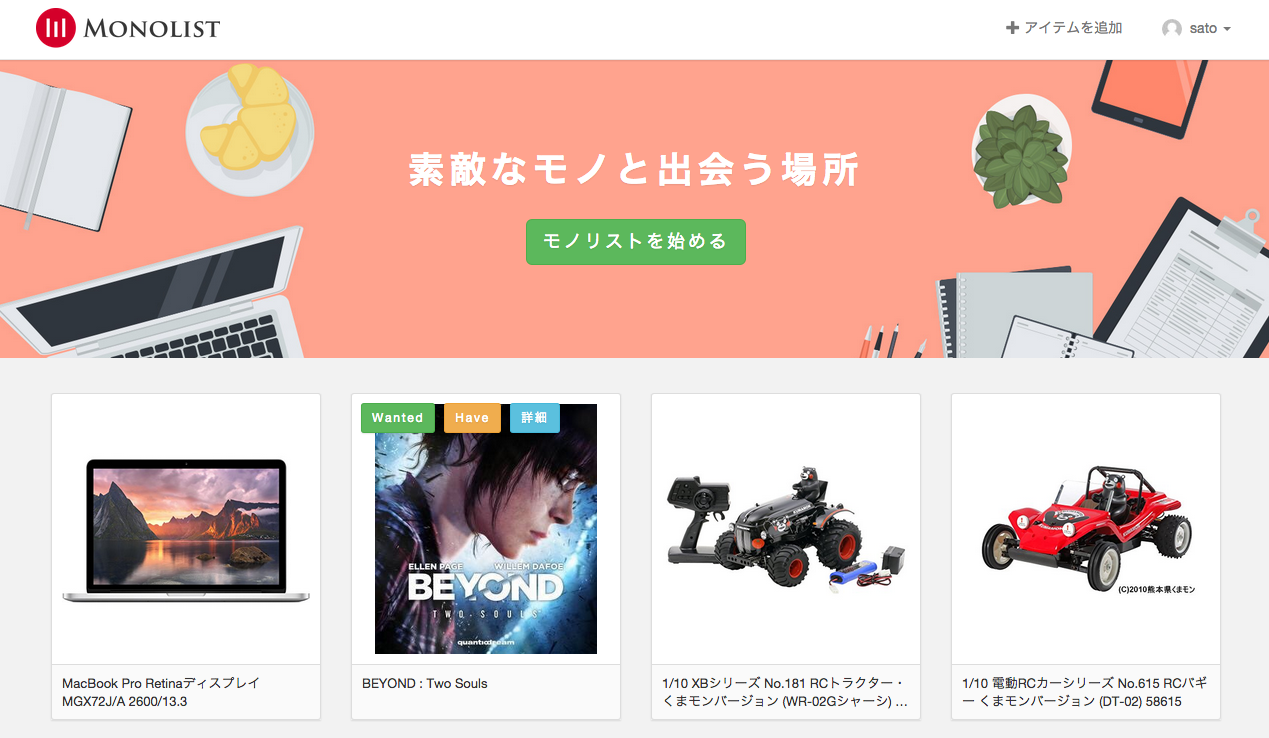 MONOLIST
アイテムを追加
sato
素敵なモノと出会う場所
モノリストを始める
Wanted
Have
詳細
ELLEN PAGE WILLEM DAFOE
BEYOND
TWO SOULS
quanticdream
(C)2010熊本県くまモン
MacBook Pro Retinaディスプレイ
MGX72J/A 2600/13.3
BEYOND : Two Souls
1/10 XBシリーズ No.181 RCトラクター・
くまモンバージョン (WR-02Gシャーシ) ...
1/10 電動RCカーシリーズ No.615 RCバギ
ー くまモンバージョン (DT-02) 58615